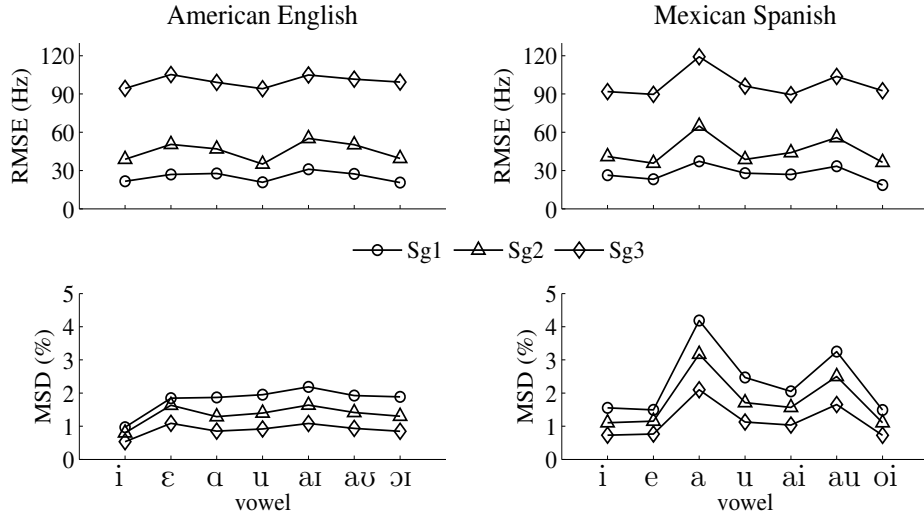 American English
Mexican Spanish
RMSE (Hz)
120
90
60
30
0
RMSE (Hz)
120
90
60
30
0
Sg1 Sg2 Sg3
MSD (%)
5
4
3
2
1
0
i ɛ ɑ u aɪ aʊ ɔɪ
vowel
MSD (%)
5
4
3
2
1
0
i e a u ai au oi
vowel